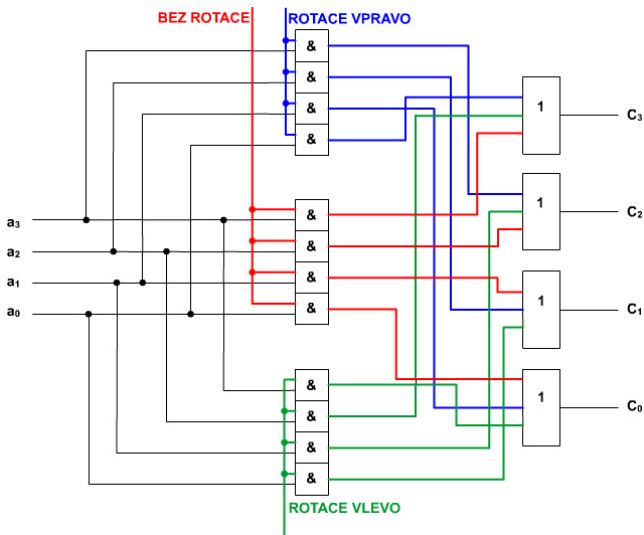 BEZ ROTACE
ROTACE VPRAVO
&
&
&
&
1
C₃
&
&
&
&
1
C₂
a₃
a₂
a₁
a₀
1
C₁
&
&
&
&
1
C₀
ROTACE VLEVO